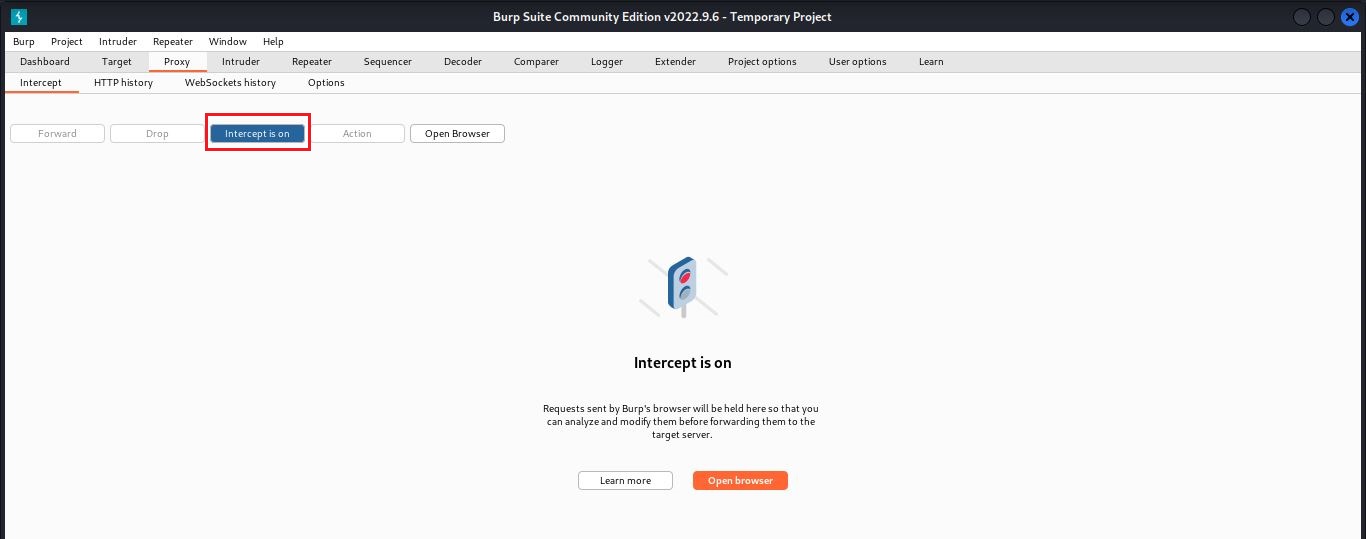 Burp Suite Community Edition v2022.9.6 - Temporary Project
Burp Project Intruder Repeater Window Help
Dashboard Target Proxy Intruder Repeater Sequencer Decoder Comparer Logger Extender Project options User options Learn
Intercept HTTP history WebSockets history Options
Forward Drop Intercept is on Action Open Browser
Intercept is on
Requests sent by Burp's browser will be held here so that you
can analyze and modify them before forwarding them to the
target server.
Learn more Open browser